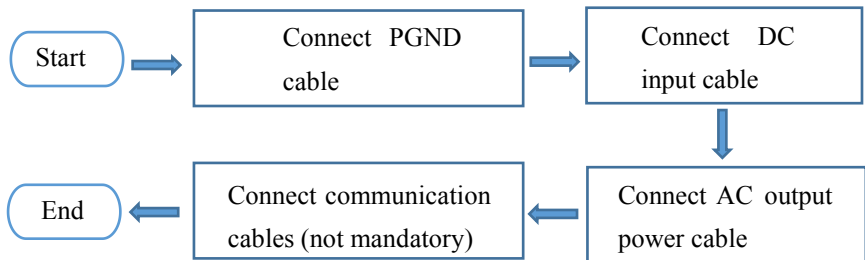 Start
Connect PGND
cable
Connect DC
input cable
Connect AC output
power cable
Connect communication
cables (not mandatory)
End